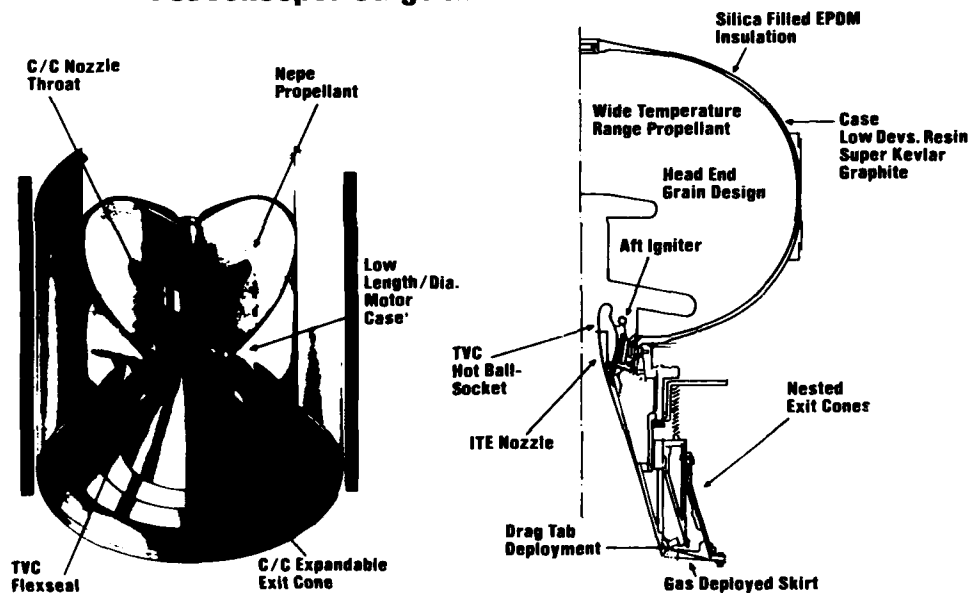 C/C Nozzle
Throat
Nepe
Propellant
Low
Length/Dia.
Motor
Case'
TVC
Flexseal
C/C Expandable
Exit Cone
Silica Filled EPDM
Insulation
Wide Temperature
Range Propellant
Case
Low Devs. Resin
Super Kevlar
Graphite
Head End
Grain Design
Aft Igniter
TVC
Hot Ball-
Socket
ITE Nozzle
Nested
Exit Cones
Drag Tab
Deployment
Gas Deployed Skirt